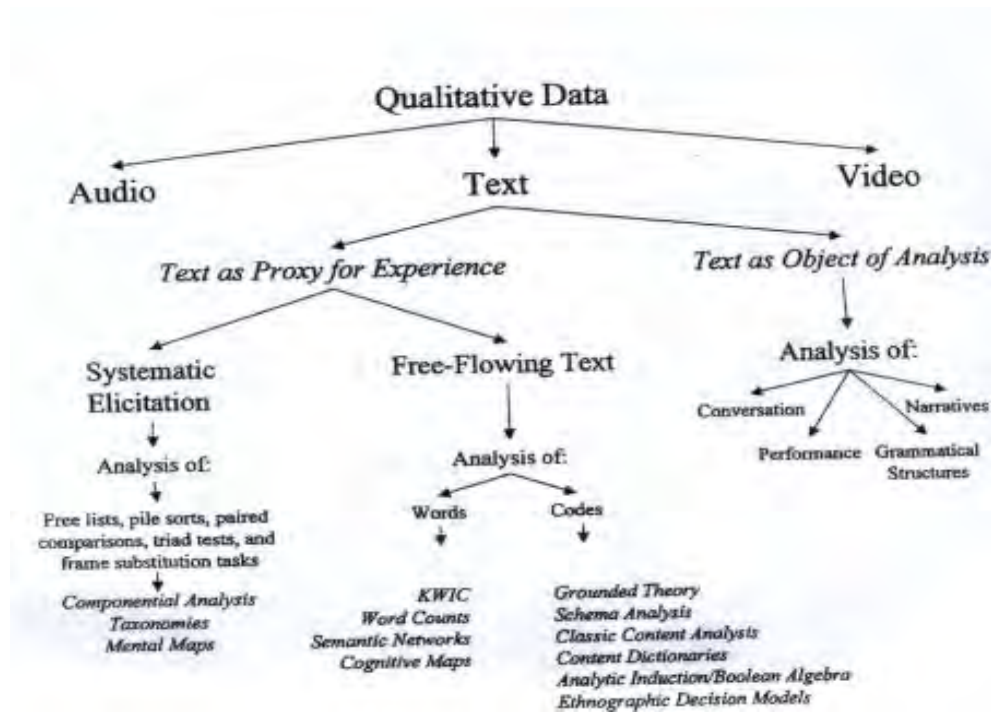 Qualitative Data
Audio
Text
Video
Text as Proxy for Experience
Text as Object of Analysis
Systematic
Elicitation
Analysis of:
Free lists, pile sorts, paired
comparisons, triad tests, and
frame substitution tasks
Componential Analysis
Taxonomies
Mental Maps
Free-Flowing Text
Analysis of:
Words
KWIC
Word Counts
Semantic Networks
Cognitive Maps
Codes
Grounded Theory
Schema Analysis
Classic Content Analysis
Content Dictionaries
Analytic Induction/Boolean Algebra
Ethnographic Decision Models
Analysis of:
Conversation
Performance
Grammatical
Structures
Narratives